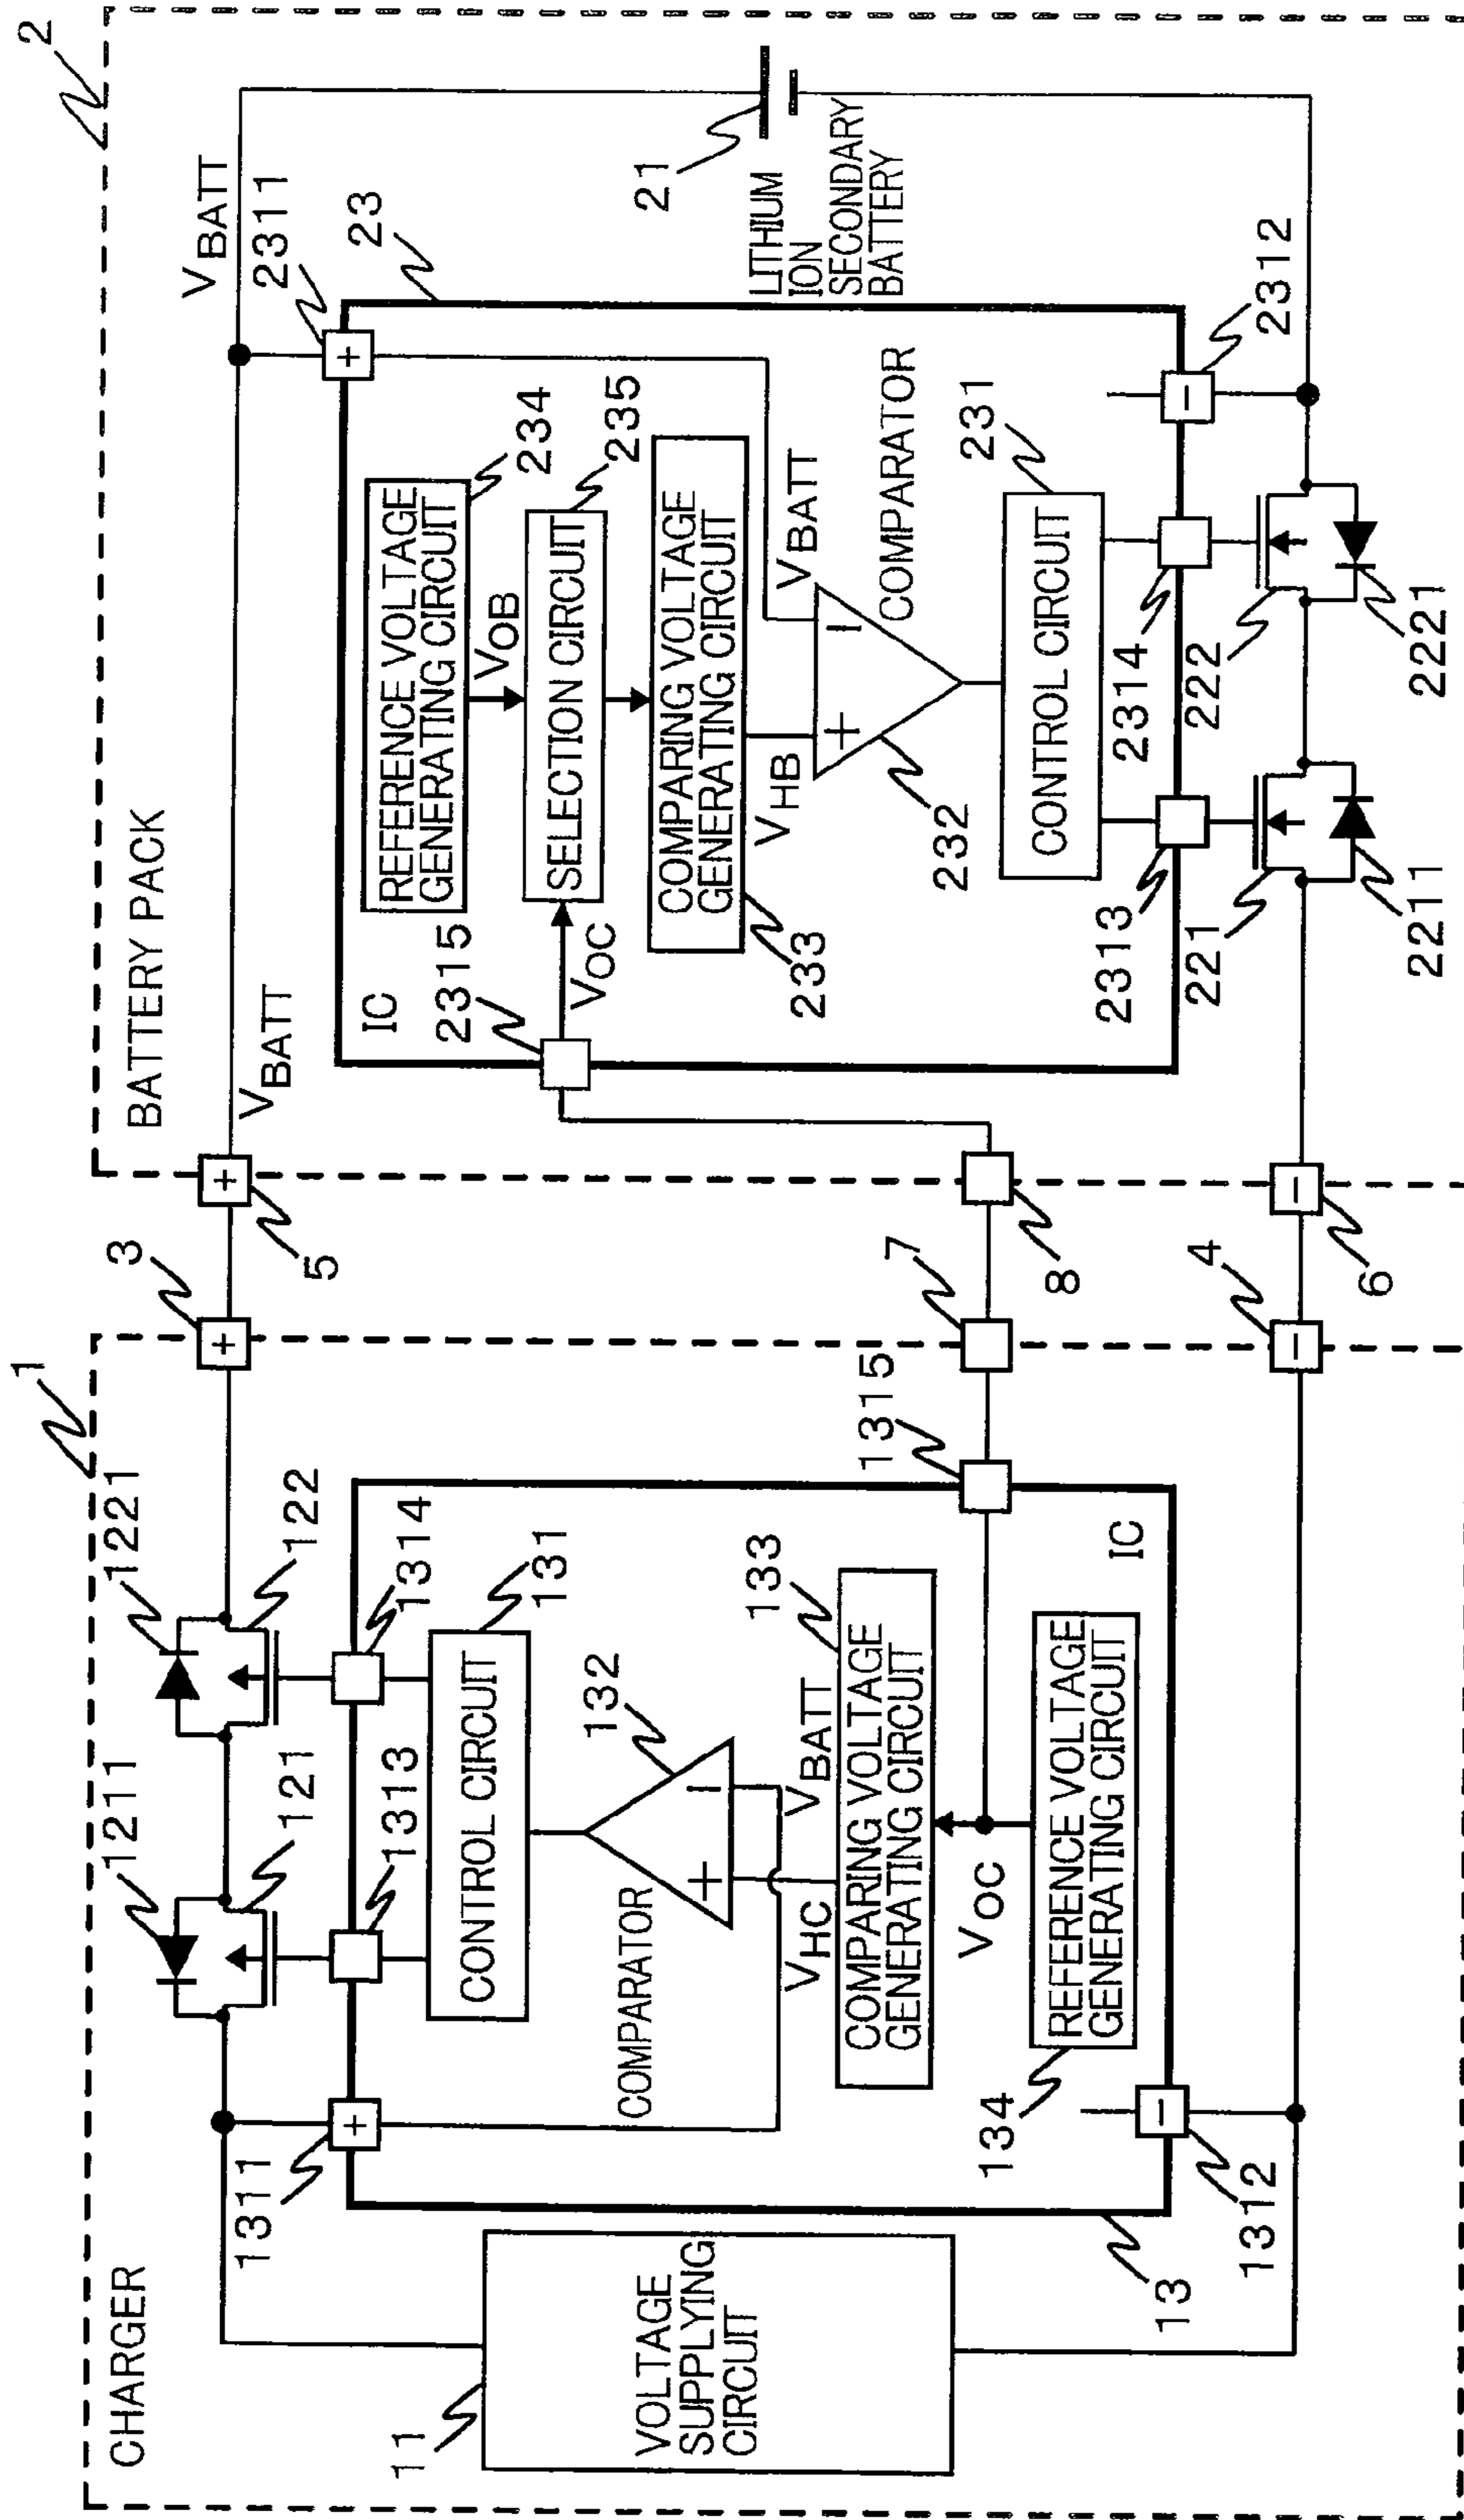 1
2
CHARGER
BATTERY PACK
1211
1221
121
122
3
5
VBATT
VBATT
2311
23
1311
1313
1314
131
CONTROL CIRCUIT
132
COMPARATOR
VHC
VBATT
133
COMPARING VOLTAGE
GENERATING CIRCUIT
VOC
134
REFERENCE VOLTAGE
GENERATING CIRCUIT
IC
1315
1312
13
11
VOLTAGE
SUPPLYING
CIRCUIT
7
8
4
6
IC
2315
VOC
REFERENCE VOLTAGE
GENERATING CIRCUIT
234
VOB
SELECTION CIRCUIT
235
COMPARING VOLTAGE
GENERATING CIRCUIT
233
VHB
VBATT
COMPARATOR
232
CONTROL CIRCUIT
231
2313
2314
2312
221
222
2211
2221
21
LITHIUM
ION
SECONDARY
BATTERY